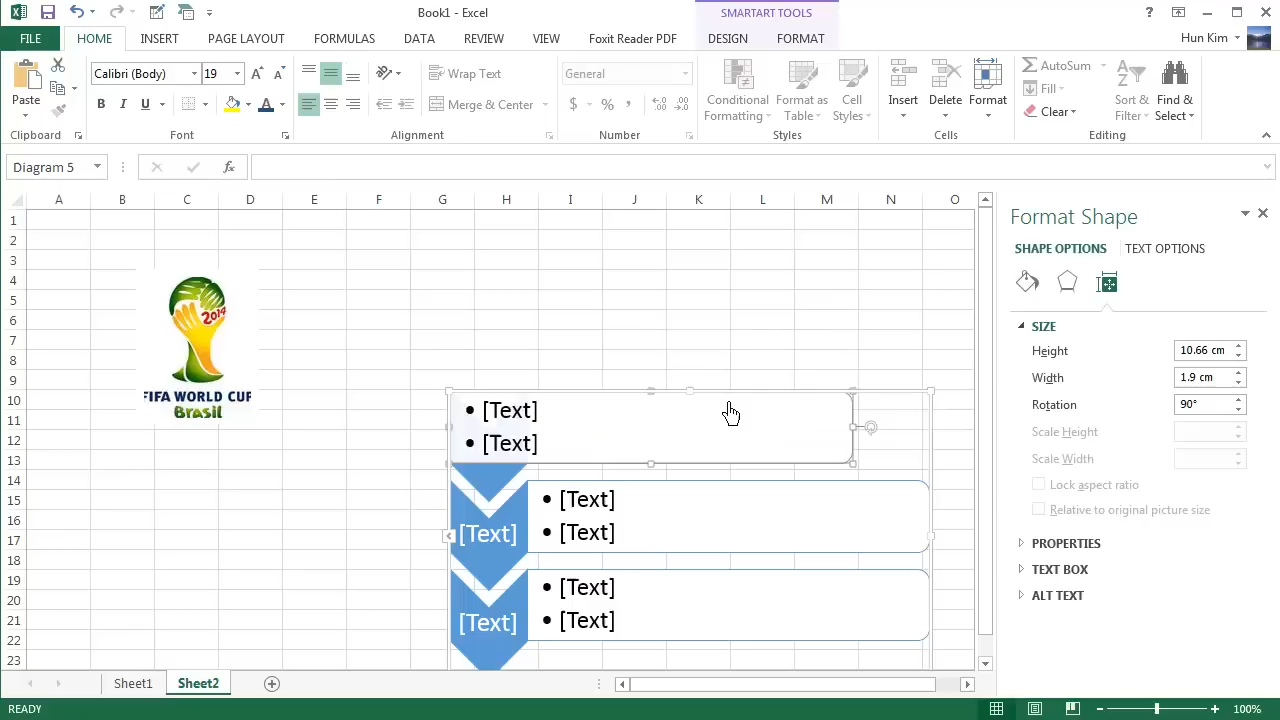 Book1 - Excel
SMARTART TOOLS
FILE HOME INSERT PAGE LAYOUT FORMULAS DATA REVIEW VIEW Foxit Reader PDF DESIGN FORMAT Hun Kim
Calibri (Body) 19 Wrap Text General AutoSum
Paste Merge & Center Conditional Formatting Format as Table Cell Styles Insert Delete Format Fill Clear Sort & Filter Find & Select
Clipboard Font Alignment Number Styles Cells Editing
Diagram 5 fx
A B C D E F G H I J K L M N O
1
2
3
4
5
6
7
8
9
10
11
12
13
14
15
16
17
18
19
20
21
22
23
2014
FIFA WORLD CUP
Brasil
• [Text]
• [Text]
[Text]
• [Text]
• [Text]
[Text]
• [Text]
• [Text]
Format Shape
SHAPE OPTIONS TEXT OPTIONS
SIZE
Height 10.66 cm
Width 1.9 cm
Rotation 90°
Scale Height
Scale Width
Lock aspect ratio
Relative to original picture size
PROPERTIES
TEXT BOX
ALT TEXT
Sheet1 Sheet2
READY 100%